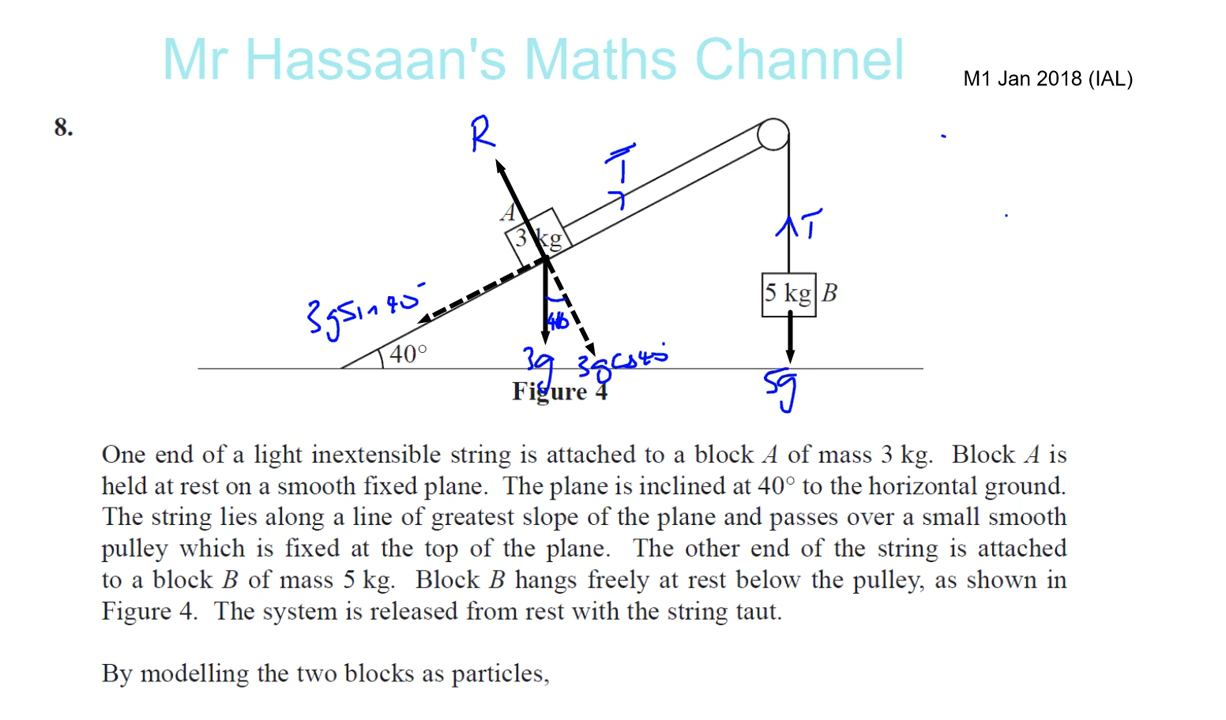 Mr Hassaan's Maths Channel
M1 Jan 2018 (IAL)
8.
R
T
A
3 kg
T
5 kg B
3gsin40°
40°
40
3g
3gcos40°
5g
Figure 4
One end of a light inextensible string is attached to a block A of mass 3 kg. Block A is
held at rest on a smooth fixed plane. The plane is inclined at 40° to the horizontal ground.
The string lies along a line of greatest slope of the plane and passes over a small smooth
pulley which is fixed at the top of the plane. The other end of the string is attached
to a block B of mass 5 kg. Block B hangs freely at rest below the pulley, as shown in
Figure 4. The system is released from rest with the string taut.
By modelling the two blocks as particles,